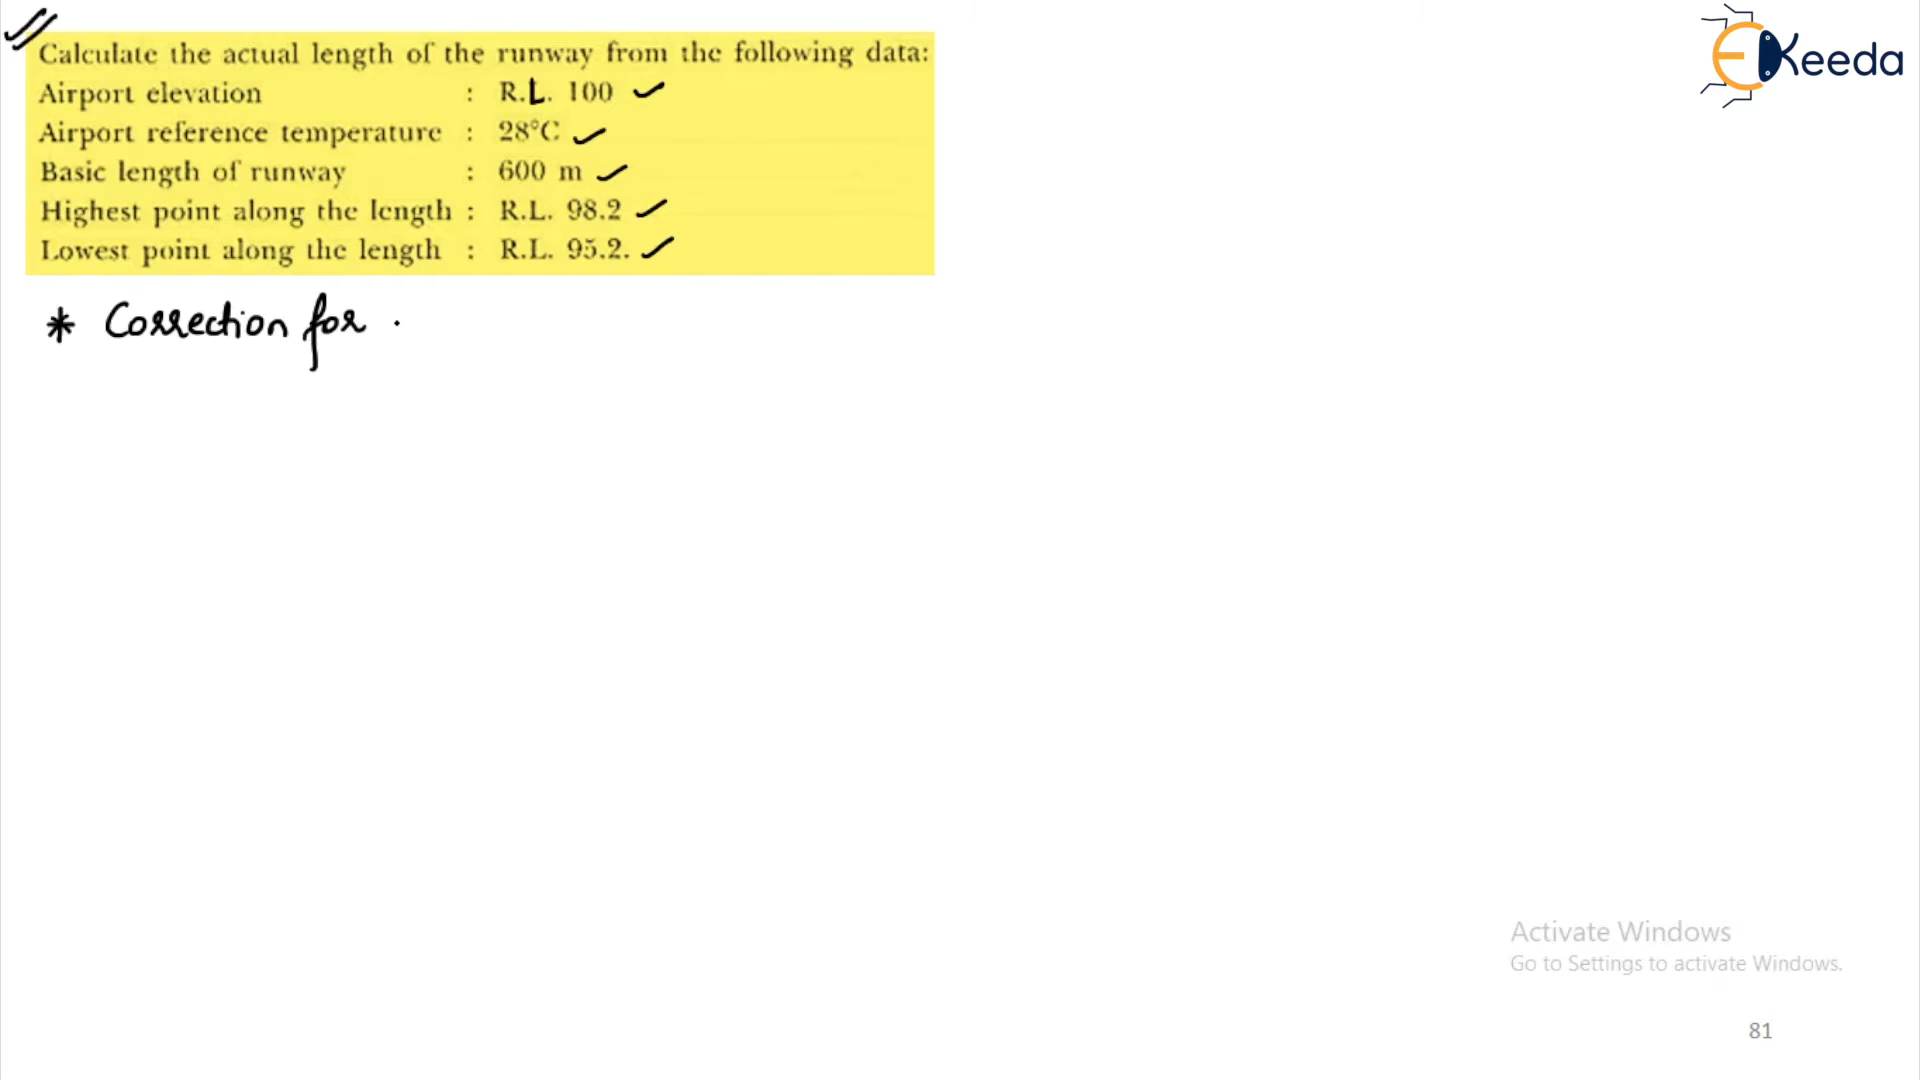 Calculate the actual length of the runway from the following data:
Airport elevation : R.L. 100
Airport reference temperature : 28°C
Basic length of runway : 600 m
Highest point along the length : R.L. 98.2
Lowest point along the length : R.L. 95.2.
* Correction for
EKeeda
Activate Windows
Go to Settings to activate Windows.
81